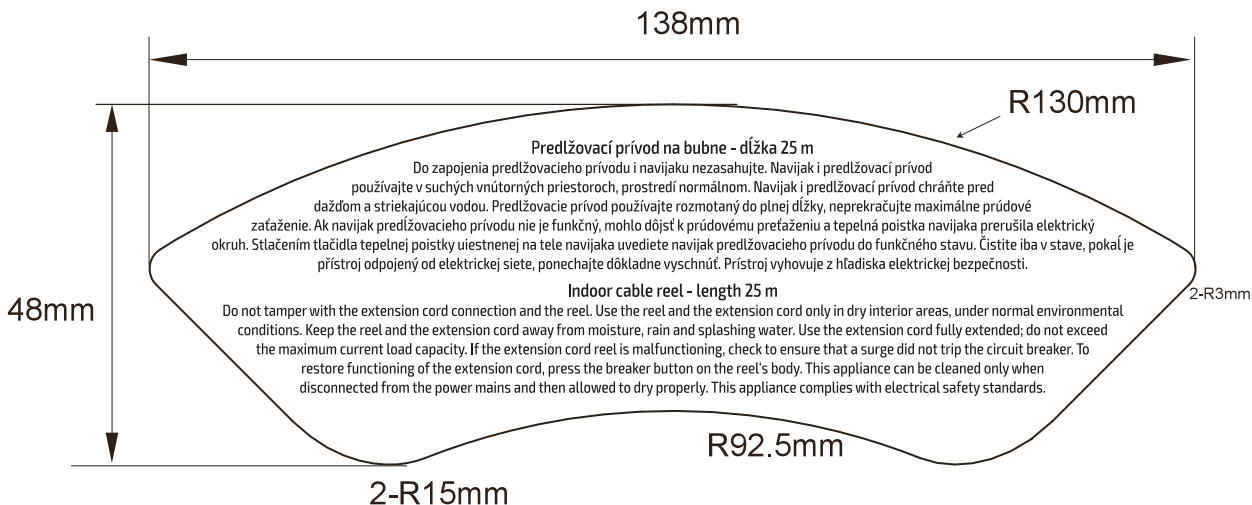 138mm
R130mm
Predlžovací prívod na bubne - dĺžka 25 m
Do zapojenia predlžovacieho prívodu i navijaku nezasahujte. Navijak i predlžovací prívod
používajte v suchých vnútorných priestoroch, prostredí normálnom. Navijak i predlžovací prívod chráňte pred
dažďom a striekajúcou vodou. Predlžovacie prívod používajte rozmotaný do plnej dĺžky, neprekračujte maximálne prúdové
zaťaženie. Ak navijak predĺžovacieho prívodu nie je funkčný, mohlo dôjsť k prúdovému preťaženiu a tepelná poistka navijaka prerušila elektrický
okruh. Stlačením tlačidla tepelnej poistky uiestnenej na tele navijaka uvediete navijak predlžovacieho prívodu do funkčného stavu. Čistite iba v stave, pokaľ je
přístroj odpojený od elektrickej siete, ponechajte dôkladne vyschnúť. Prístroj vyhovuje z hľadiska elektrickej bezpečnosti.
Indoor cable reel - length 25 m
Do not tamper with the extension cord connection and the reel. Use the reel and the extension cord only in dry interior areas, under normal environmental
conditions. Keep the reel and the extension cord away from moisture, rain and splashing water. Use the extension cord fully extended; do not exceed
the maximum current load capacity. If the extension cord reel is malfunctioning, check to ensure that a surge did not trip the circuit breaker. To
restore functioning of the extension cord, press the breaker button on the reel's body. This appliance can be cleaned only when
disconnected from the power mains and then allowed to dry properly. This appliance complies with electrical safety standards.
48mm
2-R3mm
R92.5mm
2-R15mm